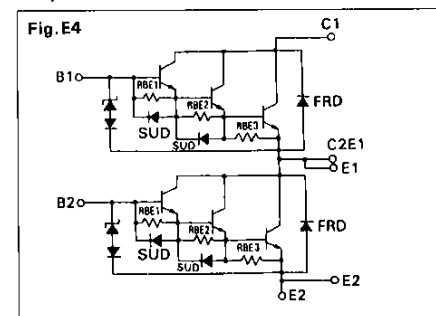 Fig.E4
C1
B1
RBE1
RBE2
RBE3
FRD
SUD
SUD
C2E1
E1
B2
RBE1
RBE2
RBE3
FRD
SUD
SUD
E2
E2